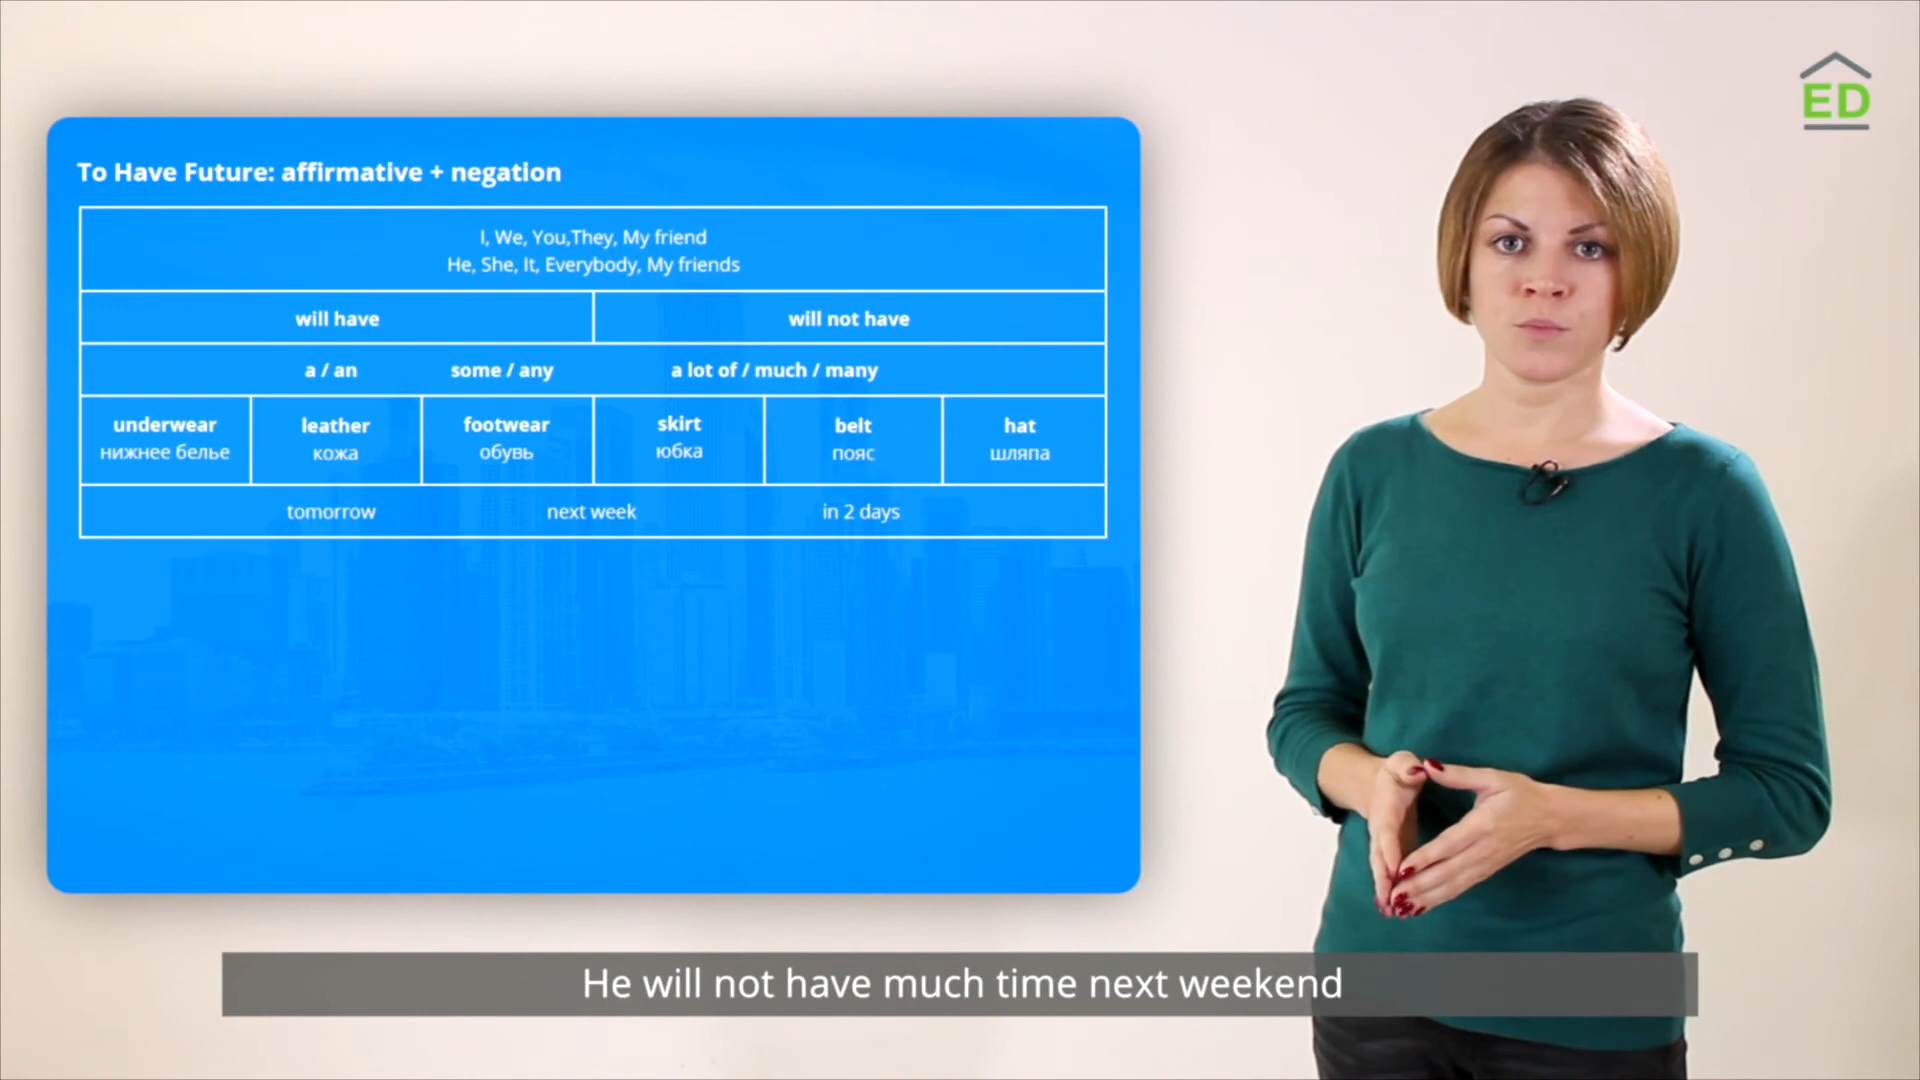 ED
To Have Future: affirmative + negation
I, We, You,They, My friend
He, She, It, Everybody, My friends
will have will not have
a / an some / any a lot of / much / many
underwear leather footwear skirt belt hat
нижнее белье кожа обувь юбка пояс шляпа
tomorrow next week in 2 days
He will not have much time next weekend